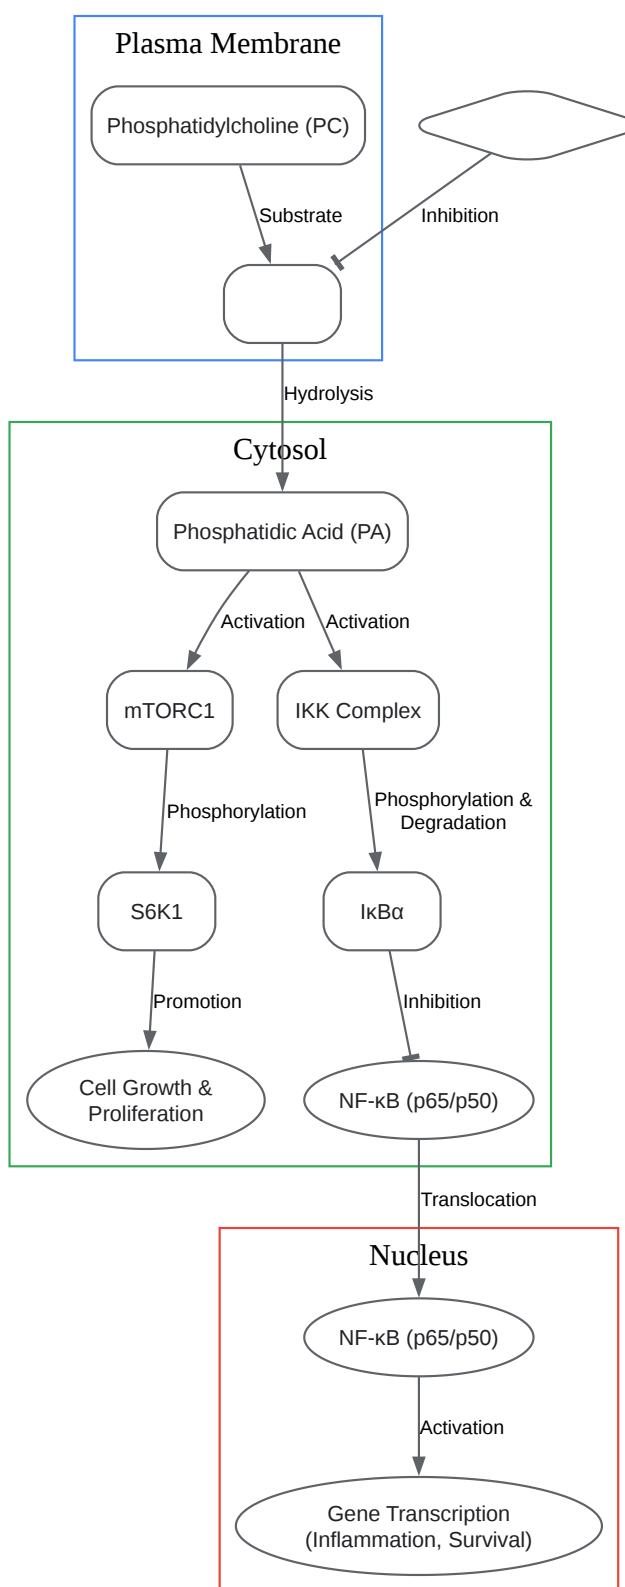 Plasma Membrane
Phosphatidylcholine (PC)
Substrate
Inhibition
Hydrolysis
Cytosol
Phosphatidic Acid (PA)
Activation
Activation
mTORC1
IKK Complex
Phosphorylation
Phosphorylation &
Degradation
S6K1
IκBα
Promotion
Inhibition
Cell Growth &
Proliferation
NF-κB (p65/p50)
Translocation
Nucleus
NF-κB (p65/p50)
Activation
Gene Transcription
(Inflammation, Survival)